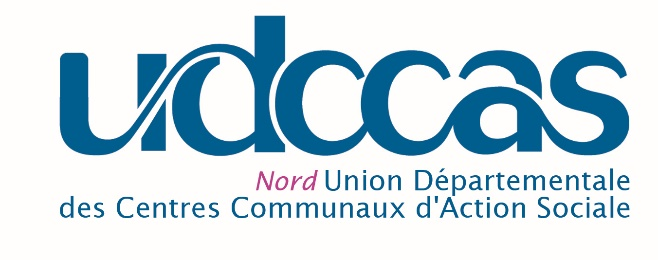 udccas
Nord Union Départementale
des Centres Communaux d'Action Sociale